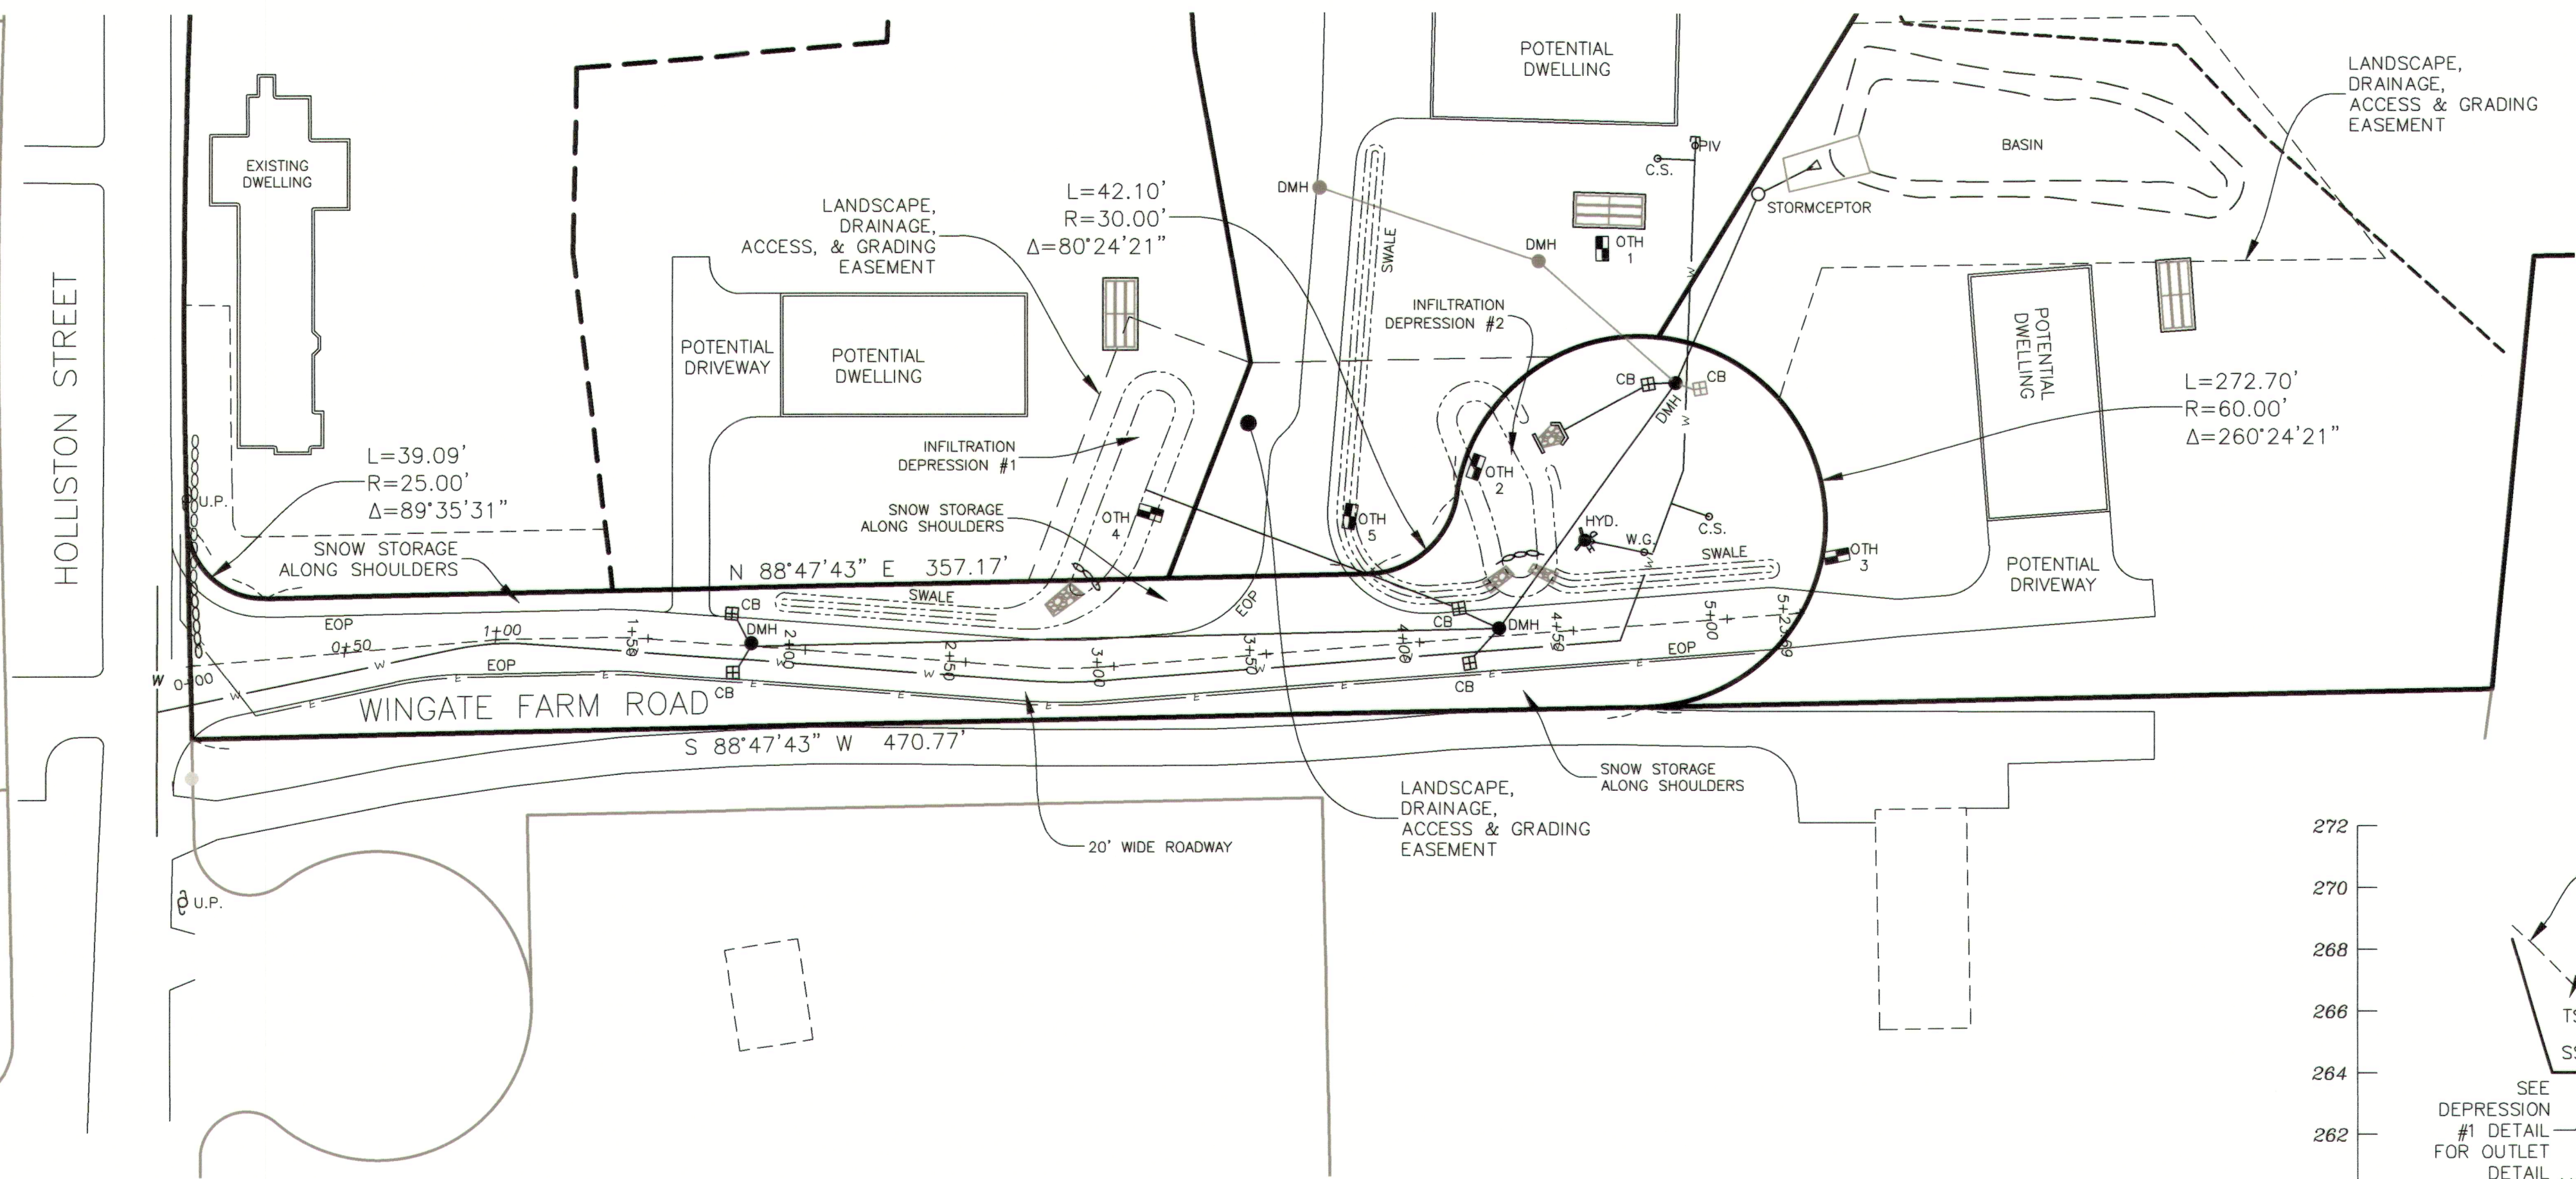 POTENTIAL
DWELLING
LANDSCAPE,
DRAINAGE,
ACCESS & GRADING
EASEMENT
BASIN
PIV
C.S.
EXISTING
DWELLING
L=42.10'
R=30.00'
Δ=80°24'21"
DMH
STORMCEPTOR
LANDSCAPE,
DRAINAGE,
ACCESS, & GRADING
EASEMENT
SWALE
DMH
OTH
1
HOLLISTON STREET
INFILTRATION
DEPRESSION #2
POTENTIAL
DRIVEWAY
POTENTIAL
DWELLING
POTENTIAL
DWELLING
W
CB
CB
DMH
W
L=272.70'
R=60.00'
Δ=260°24'21"
INFILTRATION
DEPRESSION #1
L=39.09'
R=25.00'
Δ=89°35'31"
U.P.
OTH
2
SNOW STORAGE
ALONG SHOULDERS
OTH
4
OTH
5
HYD.
W.G.
C.S.
W
SWALE
OTH
3
SNOW STORAGE
ALONG SHOULDERS
N 88°47'43" E 357.17'
POTENTIAL
DRIVEWAY
SWALE
CB
EOP
EOP
DMH
CB
DMH
0+00
0+50
1+00
1+50
2+00
2+50
3+00
3+50
4+00
4+50
5+00
5+23.69
W
W
W
W
W
W
EOP
EOP
E
E
E
E
E
E
E
E
E
E
CB
CB
WINGATE FARM ROAD
S 88°47'43" W 470.77'
SNOW STORAGE
ALONG SHOULDERS
LANDSCAPE,
DRAINAGE,
ACCESS & GRADING
EASEMENT
20' WIDE ROADWAY
U.P.
272
270
268
266
264
262
TS
SS
SEE
DEPRESSION
#1 DETAIL
FOR OUTLET
DETAIL